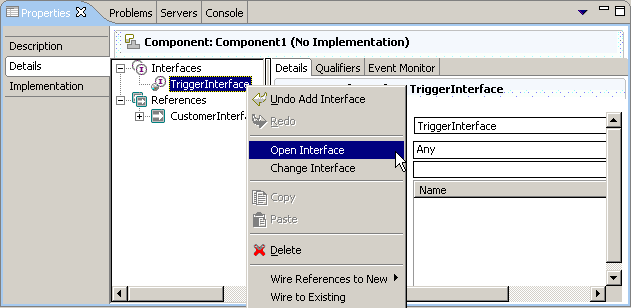 Properties Problems Servers Console
Component: Component1 (No Implementation)
Description
Details
Implementation
Interfaces
TriggerInterface
References
CustomerInterfa
Details Qualifiers Event Monitor
TriggerInterface
TriggerInterface
Any
Name
Undo Add Interface
Redo
Open Interface
Change Interface
Copy
Paste
Delete
Wire References to New
Wire to Existing